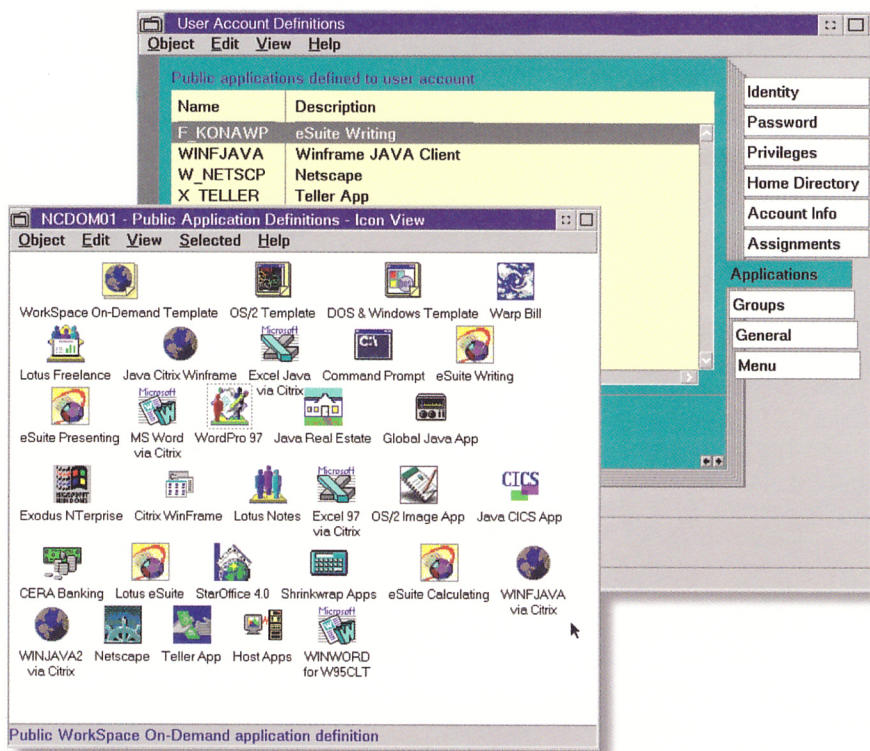 User Account Definitions
Object Edit View Help
Public applications defined to user account
Name Description
F_KONAWP eSuite Writing
WINFJAVA Winframe JAVA Client
W_NETSCP Netscape
X_TELLER Teller App
Identity
Password
Privileges
Home Directory
Account Info
Assignments
Applications
Groups
General
Menu
NCDOM01 - Public Application Definitions - Icon View
Object Edit View Selected Help
WorkSpace On-Demand Template OS/2 Template DOS & Windows Template Warp Bill
Microsoft
C:\
Lotus Freelance Java Citrix Winframe Excel Java via Citrix Command Prompt eSuite Writing
Microsoft
eSuite Presenting MS Word via Citrix WordPro 97 Java Real Estate Global Java App
Microsoft
CICS
Exodus NTerprise Citrix WinFrame Lotus Notes Excel 97 via Citrix OS/2 Image App Java CICS App
CERA Banking Lotus eSuite StarOffice 4.0 Shrinkwrap Apps eSuite Calculating WINFJAVA via Citrix
Microsoft
WINJAVA2 via Citrix Netscape Teller App Host Apps WINWORD for W95CLT
Public WorkSpace On-Demand application definition